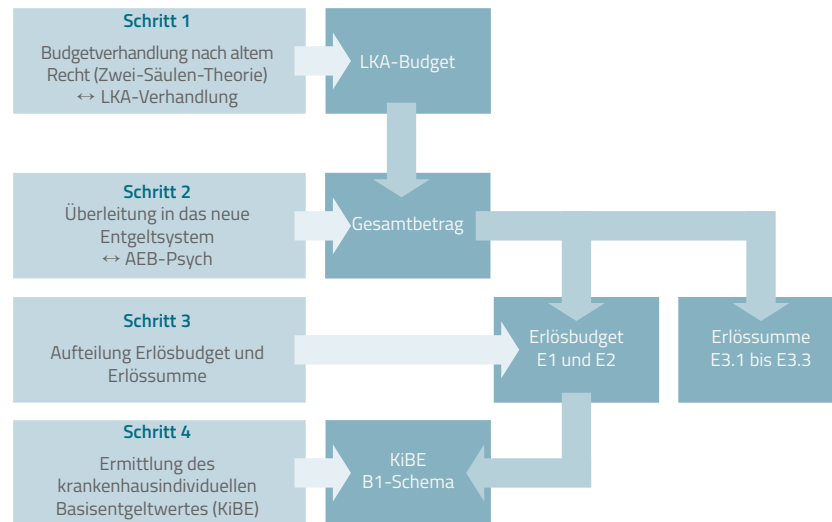 Schritt 1
Budgetverhandlung nach altem
Recht (Zwei-Säulen-Theorie)
↔ LKA-Verhandlung
LKA-Budget
Schritt 2
Überleitung in das neue
Entgeltsystem
↔ AEB-Psych
Gesamtbetrag
Schritt 3
Aufteilung Erlösbudget und
Erlössumme
Erlösbudget
E1 und E2
Erlössumme
E3.1 bis E3.3
Schritt 4
Ermittlung des
krankenhausindividuellen
Basisentgeltwertes (KiBE)
KiBE
B1-Schema